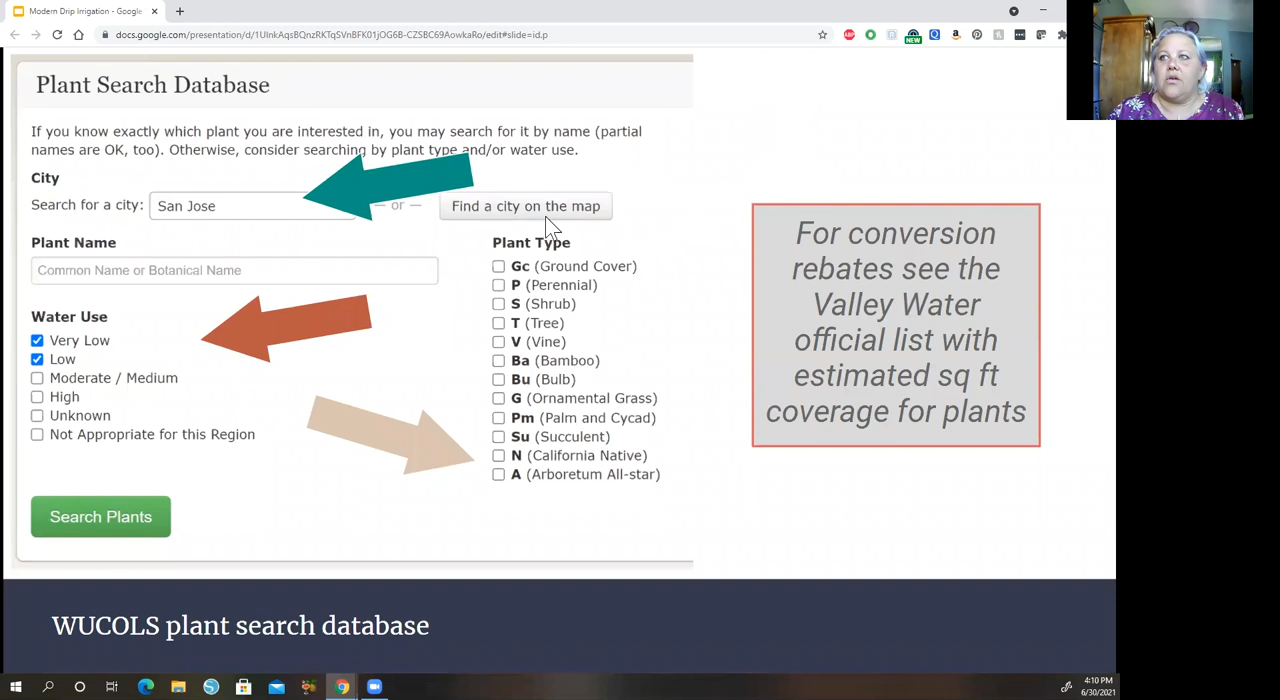 Modern Drip Irrigation - Google
docs.google.com/presentation/d/1UInkAqsBQnzRKTqSVnBFK01jOG6B-CZSBC69AowkaRo/edit#slide=id.p
ABP
NEW
Plant Search Database
If you know exactly which plant you are interested in, you may search for it by name (partial
names are OK, too). Otherwise, consider searching by plant type and/or water use.
City
Search for a city: San Jose — or — Find a city on the map
Plant Name
Common Name or Botanical Name
Water Use
Very Low
Low
Moderate / Medium
High
Unknown
Not Appropriate for this Region
Search Plants
Plant Type
Gc (Ground Cover)
P (Perennial)
S (Shrub)
T (Tree)
V (Vine)
Ba (Bamboo)
Bu (Bulb)
G (Ornamental Grass)
Pm (Palm and Cycad)
Su (Succulent)
N (California Native)
A (Arboretum All-star)
For conversion
rebates see the
Valley Water
official list with
estimated sq ft
coverage for plants
WUCOLS plant search database
4:10 PM
6/30/2021